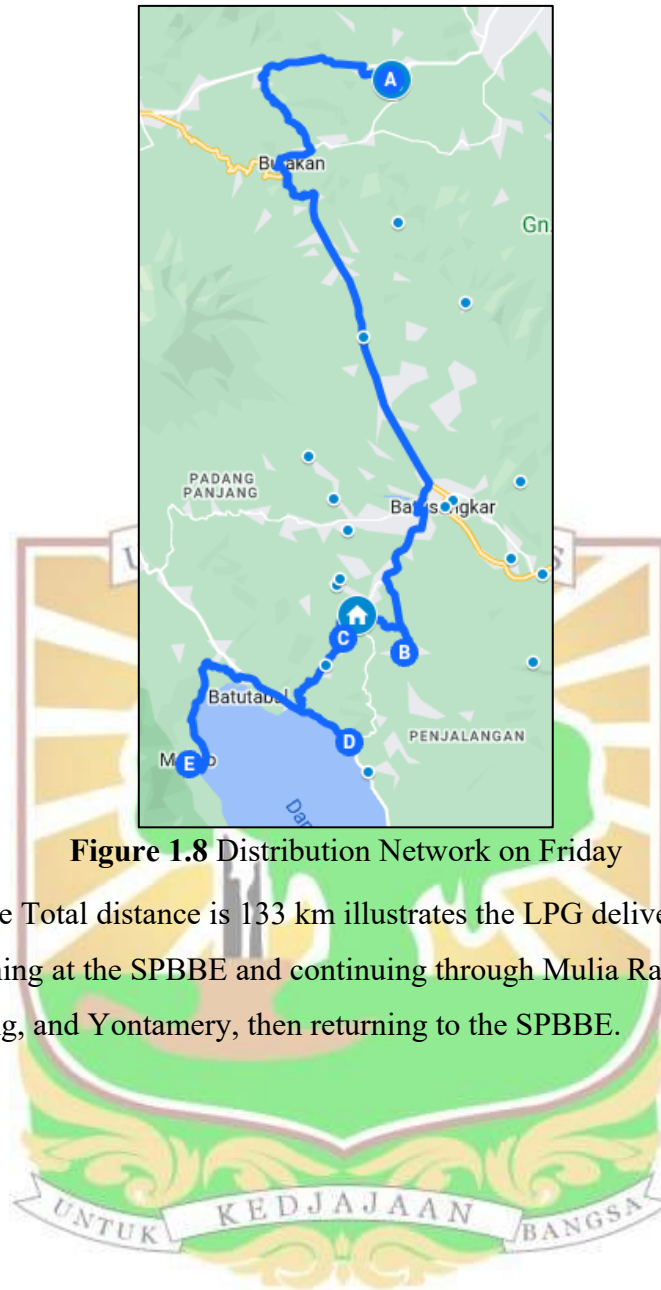 A
Gn.
PADANG
PANJANG
C
B
Batutabal
D
PENJALANGAN
E
Figure 1.8 Distribution Network on Friday
e Total distance is 133 km illustrates the LPG delive
ning at the SPBBE and continuing through Mulia Ra
g, and Yontamery, then returning to the SPBBE.
UNTUK KEDJAJAAN BANGSA